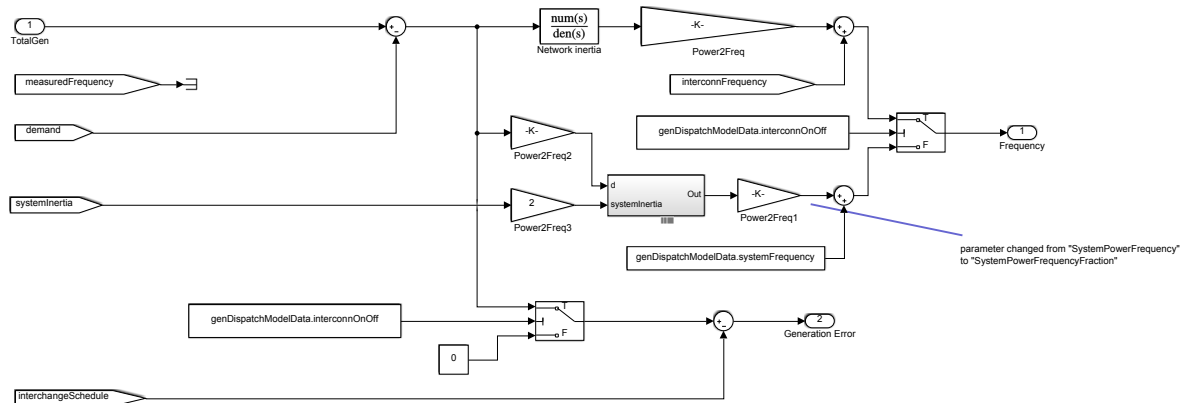 1
TotalGen
+
-
num(s)
den(s)
Network inertia
-K-
Power2Freq
+
+
measuredFrequency
interconnFrequency
demand
-K-
Power2Freq2
genDispatchModelData.interconnOnOff
T
F
1
Frequency
systemInertia
2
Power2Freq3
d
systemInertia
Out
-K-
Power2Freq1
+
+
genDispatchModelData.systemFrequency
parameter changed from "SystemPowerFrequency"
to "SystemPowerFrequencyFraction"
genDispatchModelData.interconnOnOff
T
F
0
+
-
2
Generation Error
interchangeSchedule